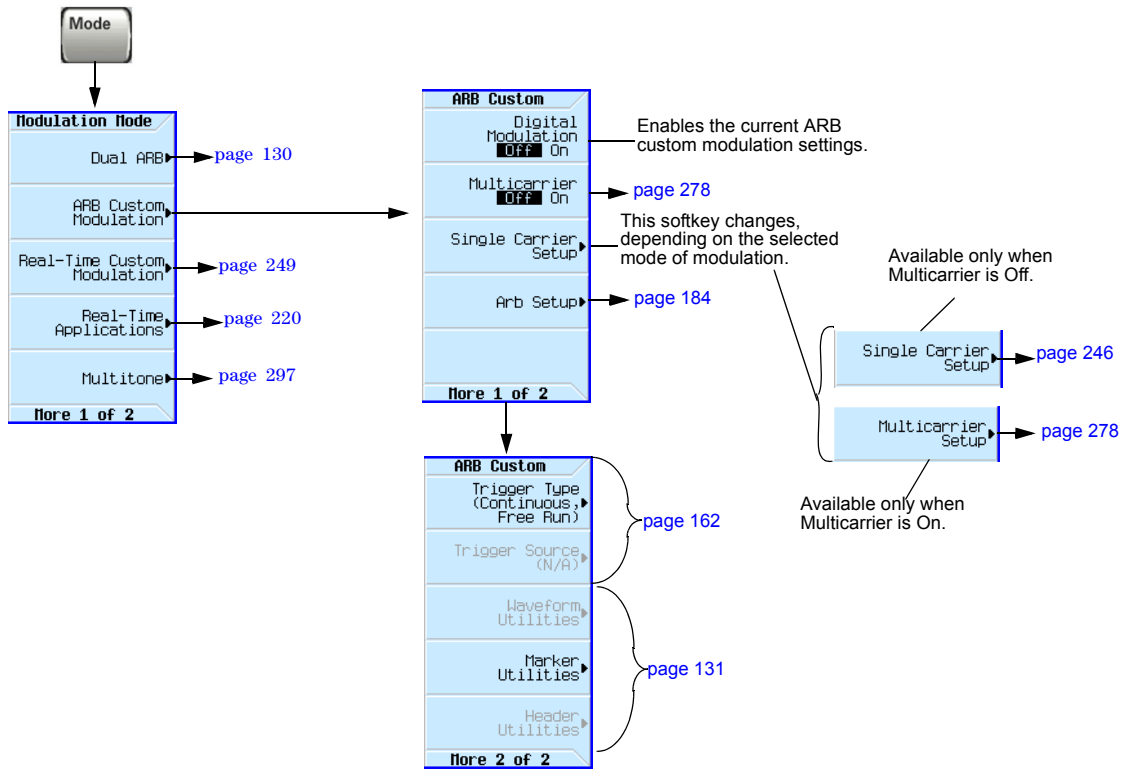 Mode
Modulation Mode
Dual ARB
page 130
ARB Custom
Modulation
Real-Time Custom
Modulation
page 249
Real-Time
Applications
page 220
Multitone
page 297
More 1 of 2
ARB Custom
Digital
Modulation
Off On
Enables the current ARB
custom modulation settings.
Multicarrier
Off On
page 278
Single Carrier
Setup
This softkey changes,
depending on the selected
mode of modulation.
Arb Setup
page 184
More 1 of 2
Available only when
Multicarrier is Off.
Single Carrier
Setup
page 246
Multicarrier
Setup
page 278
Available only when
Multicarrier is On.
ARB Custom
Trigger Type
(Continuous,
Free Run)
Trigger Source
(N/A)
page 162
Waveform
Utilities
Marker
Utilities
Header
Utilities
page 131
More 2 of 2